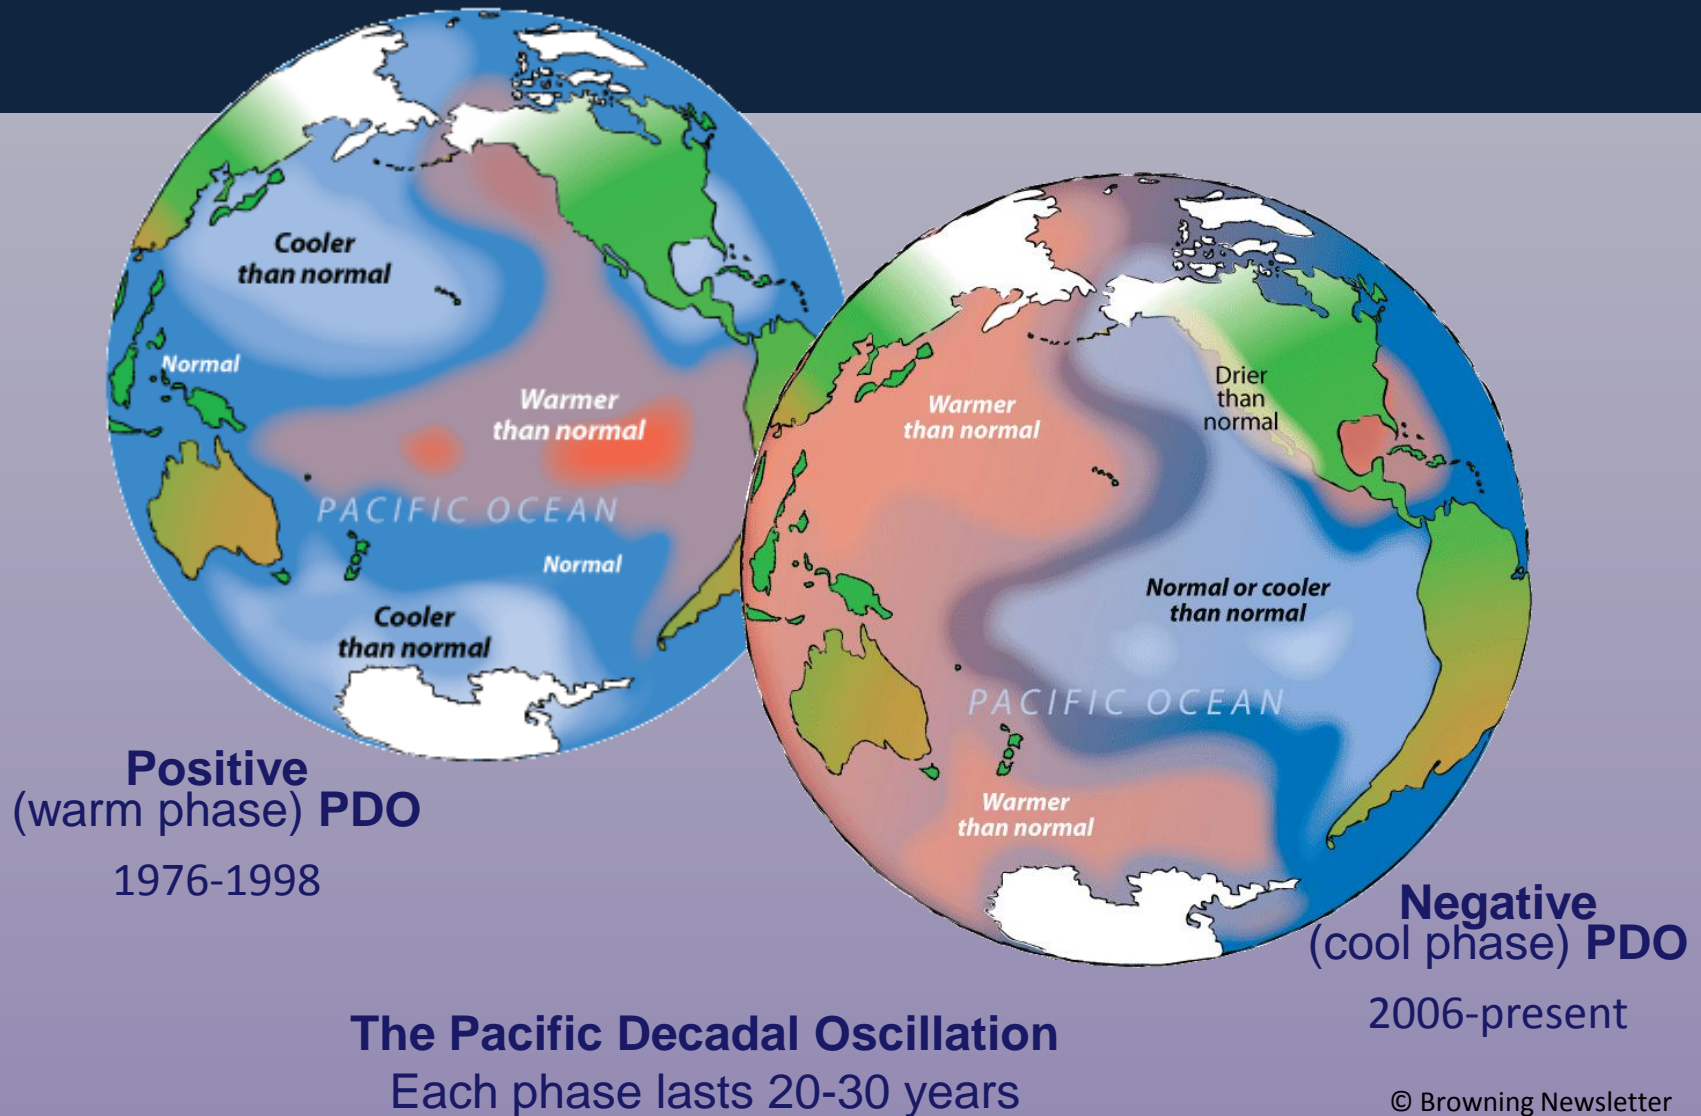 Cooler
than normal
Normal
Warmer
than normal
PACIFIC OCEAN
Normal
Cooler
than normal
Positive
(warm phase) PDO
1976-1998
Warmer
than normal
Drier
than
normal
Normal or cooler
than normal
PACIFIC OCEAN
Warmer
than normal
Negative
(cool phase) PDO
2006-present
The Pacific Decadal Oscillation
Each phase lasts 20-30 years
© Browning Newsletter